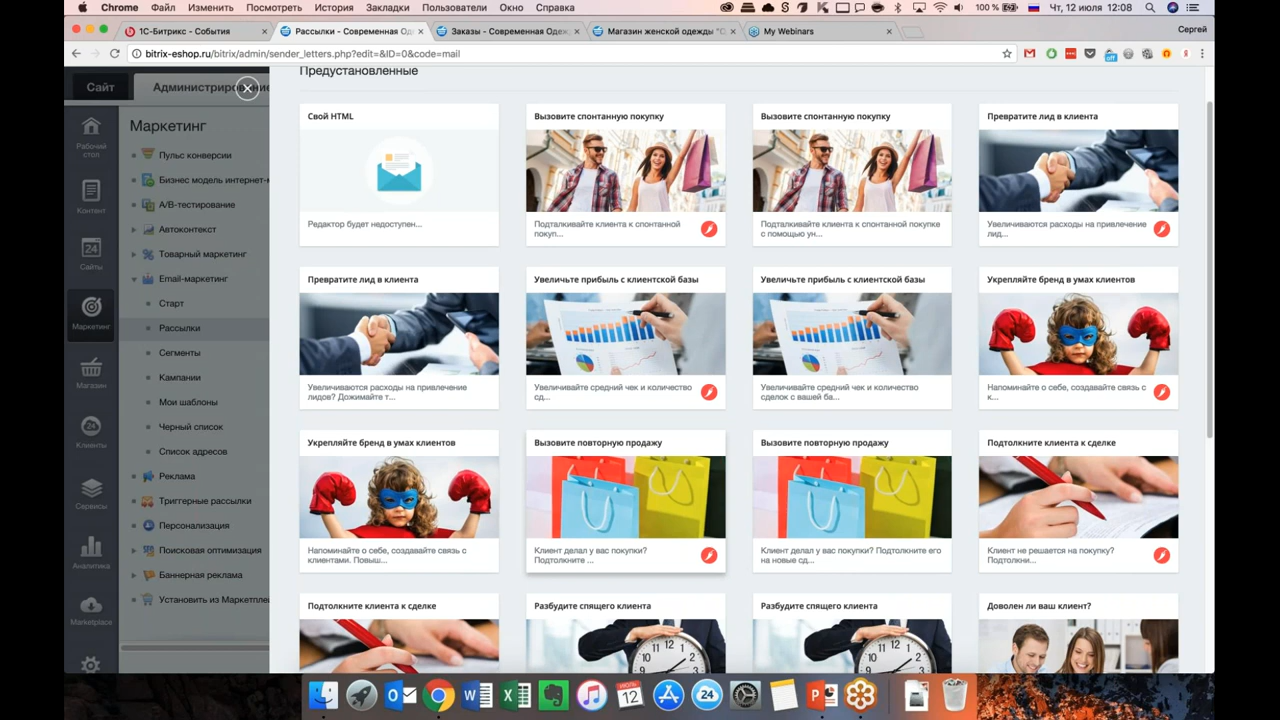 Chrome Файл Изменить Посмотреть История Закладки Пользователи Окно Справка 100 % Чт, 12 июля 12:08
1С-Битрикс - События
Рассылки - Современная Од
Заказы - Современная Одеж
Магазин женской одежды "О
My Webinars
Сергей
bitrix-eshop.ru/bitrix/admin/sender_letters.php?edit=&ID=0&code=mail
Сайт
Администрирование
Рабочий стол
Контент
24
Сайты
Маркетинг
Магазин
24
Клиенты
Сервисы
Аналитика
Marketplace
Маркетинг
Пульс конверсии
Бизнес модель интернет-м
A/B-тестирование
Автоконтекст
Товарный маркетинг
Email-маркетинг
Старт
Рассылки
Сегменты
Кампании
Мои шаблоны
Черный список
Список адресов
Реклама
Триггерные рассылки
Персонализация
Поисковая оптимизация
Баннерная реклама
Установить из Маркетпле
Предустановленные
Свой HTML
Редактор будет недоступен...
Вызовите спонтанную покупку
Подталкивайте клиента к спонтанной
покуп...
Вызовите спонтанную покупку
Подталкивайте клиента к спонтанной покупке
с помощью ун...
Превратите лид в клиента
Увеличиваются расходы на привлечение
лид...
Превратите лид в клиента
Увеличиваются расходы на привлечение
лидов? Дожимайте т...
Увеличьте прибыль с клиентской базы
Увеличивайте средний чек и количество
сд...
Увеличьте прибыль с клиентской базы
Увеличивайте средний чек и количество
сделок с вашей ба...
Укрепляйте бренд в умах клиентов
Напоминайте о себе, создавайте связь с
к...
Укрепляйте бренд в умах клиентов
Напоминайте о себе, создавайте связь с
клиентами. Повыш...
Вызовите повторную продажу
Клиент делал у вас покупки?
Подтолкните ...
Вызовите повторную продажу
Клиент делал у вас покупки? Подтолкните его
на новые сд...
Подтолкните клиента к сделке
Клиент не решается на покупку?
Подтолкни...
Подтолкните клиента к сделке
Разбудите спящего клиента
Разбудите спящего клиента
Доволен ли ваш клиент?
12
24